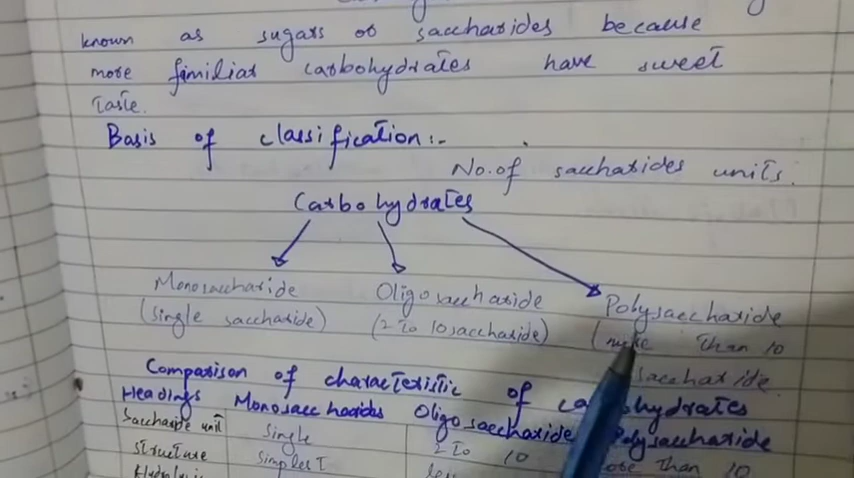 known as sugars or saccharides because
more familiar carbohydrates have sweet
Taste.
Basis of classification:-
No. of saccharides units.
Carbohydrates
Monosaccharide Oligosaccharide Polysaccharide
(single saccharide) (2 to 10 saccharide) (more Than 10
saccharide.
Comparison of characteristic of carbohydrates
Headings Monosaccharides Oligosaccharide Polysaccharide
Saccharide unit Single 2 To 10 more Than 10
Structure Simplest